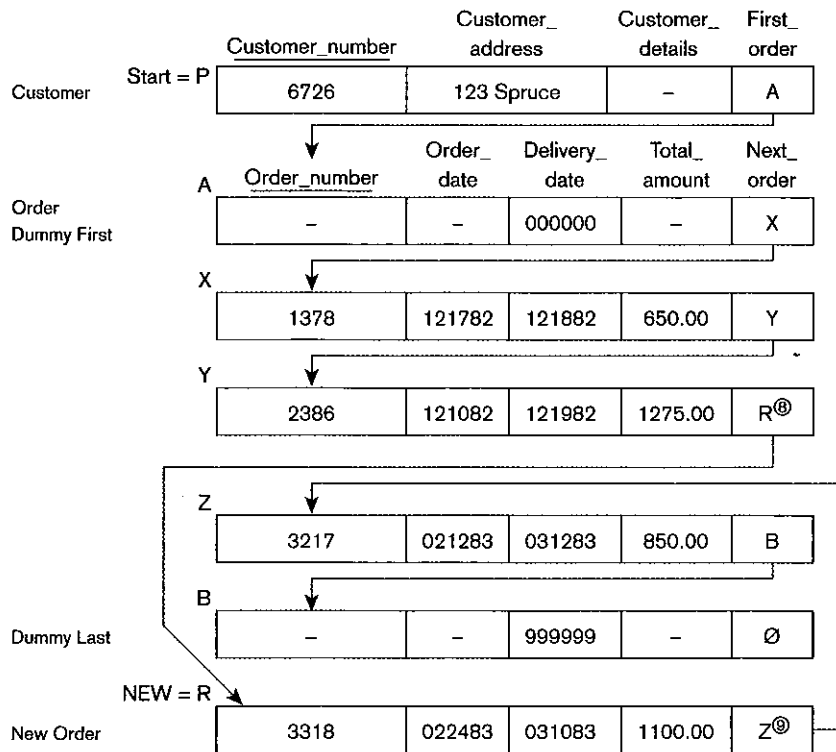 Customer_ Customer_ First_
Customer_number address details order
Start = P
Customer 6726 123 Spruce – A
Order_ Delivery_ Total_ Next_
A Order_number date date amount order
Order
Dummy First – – 000000 – X
X
1378 121782 121882 650.00 Y
Y
2386 121082 121982 1275.00 R⑧
Z
3217 021283 031283 850.00 B
B
Dummy Last – – 999999 – Ø
NEW = R
New Order 3318 022483 031083 1100.00 Z⑨